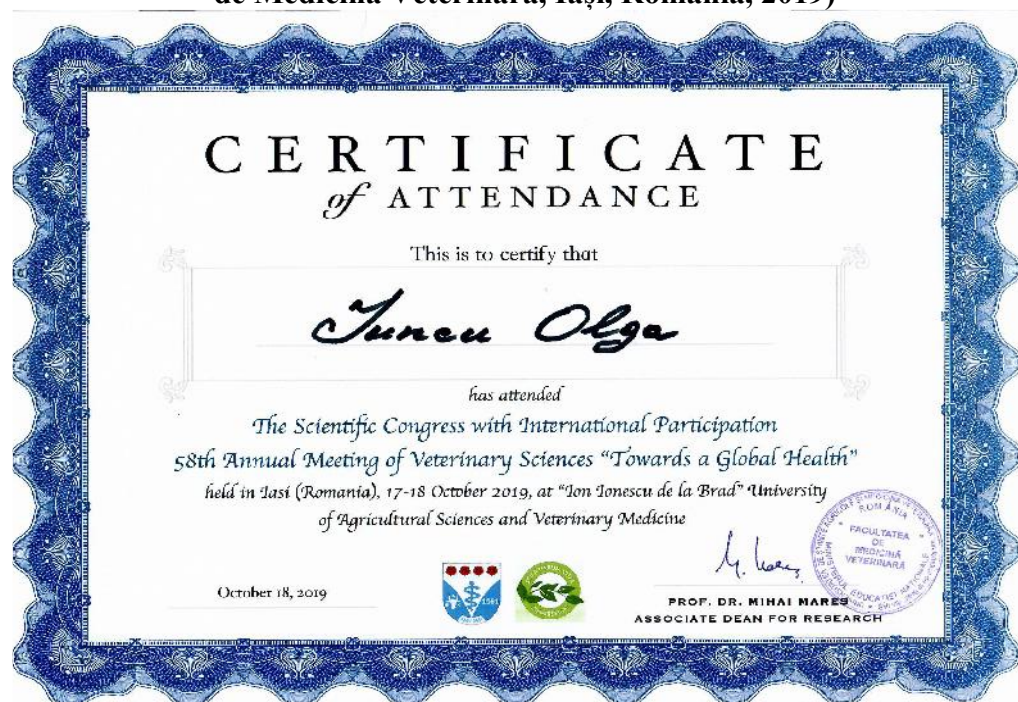 de Medicină Veterinară, Iași, România, 2019)
CERTIFICATE
of ATTENDANCE
This is to certify that
Iuncu Olga
has attended
The Scientific Congress with International Participation
58th Annual Meeting of Veterinary Sciences “Towards a Global Health”
held in Iasi (Romania), 17-18 October 2019, at “Ion Ionescu de la Brad” University
of Agricultural Sciences and Veterinary Medicine
October 18, 2019
PROF. DR. MIHAI MARES
ASSOCIATE DEAN FOR RESEARCH
ROMÂNIA
FACULTATEA
DE
MEDICINĂ
VETERINARĂ